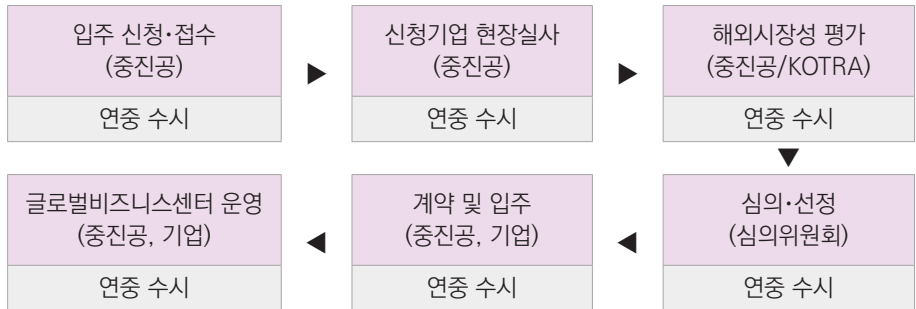 입주 신청·접수
(중진공)
연중 수시
▶
신청기업 현장실사
(중진공)
연중 수시
▶
해외시장성 평가
(중진공/KOTRA)
연중 수시
▼
심의·선정
(심의위원회)
연중 수시
◀
계약 및 입주
(중진공, 기업)
연중 수시
◀
글로벌비즈니스센터 운영
(중진공, 기업)
연중 수시